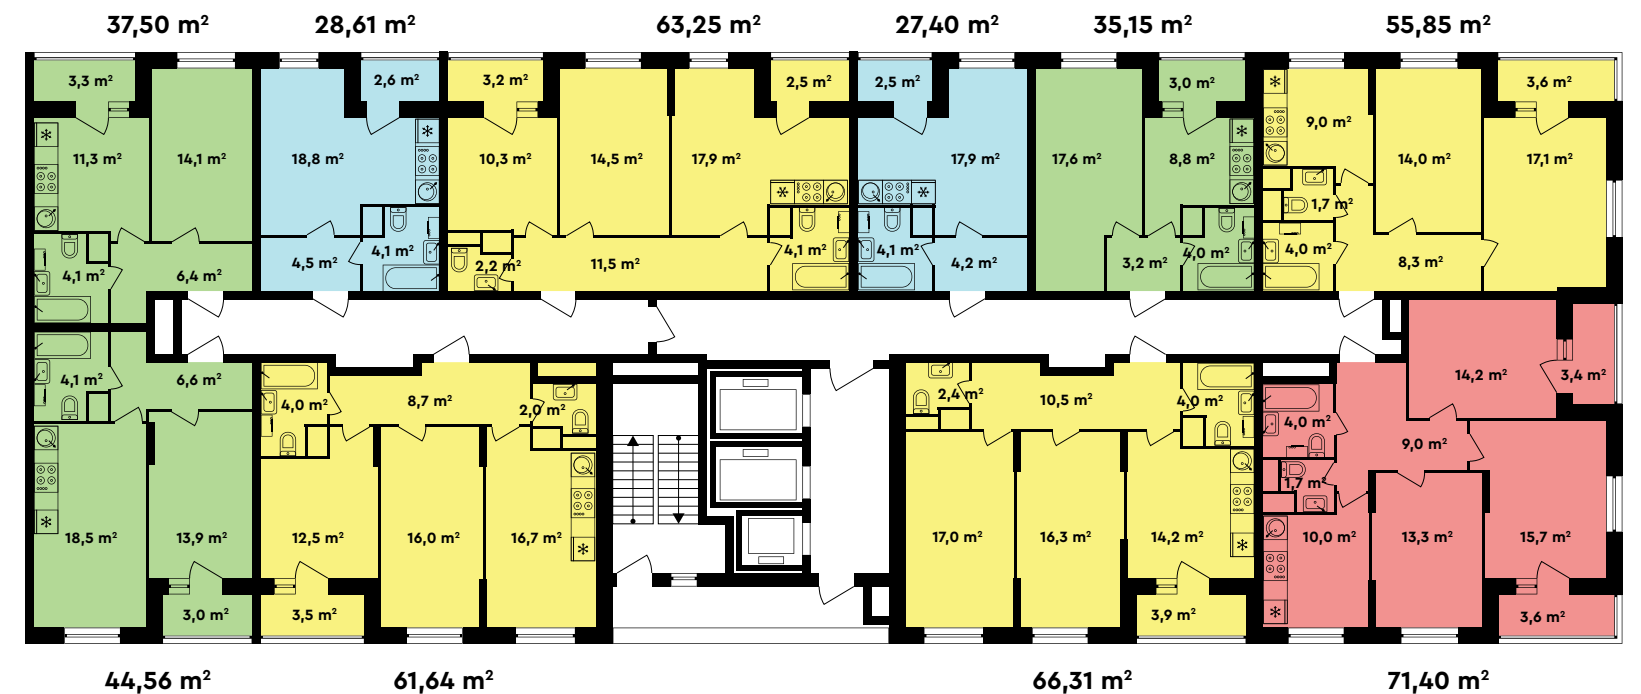 37,50 m²
28,61 m²
63,25 m²
27,40 m²
35,15 m²
55,85 m²
3,3 m²
2,6 m²
3,2 m²
2,5 m²
2,5 m²
3,0 m²
3,6 m²
11,3 m²
14,1 m²
18,8 m²
10,3 m²
14,5 m²
17,9 m²
17,9 m²
17,6 m²
8,8 m²
9,0 m²
14,0 m²
17,1 m²
1,7 m²
4,1 m²
6,4 m²
4,5 m²
4,1 m²
2,2 m²
11,5 m²
4,1 m²
4,1 m²
4,2 m²
3,2 m²
4,0 m²
4,0 m²
8,3 m²
4,1 m²
6,6 m²
4,0 m²
8,7 m²
2,0 m²
2,4 m²
10,5 m²
4,0 m²
14,2 m²
3,4 m²
4,0 m²
9,0 m²
1,7 m²
18,5 m²
13,9 m²
12,5 m²
16,0 m²
16,7 m²
17,0 m²
16,3 m²
14,2 m²
10,0 m²
13,3 m²
15,7 m²
3,0 m²
3,5 m²
3,9 m²
3,6 m²
44,56 m²
61,64 m²
66,31 m²
71,40 m²